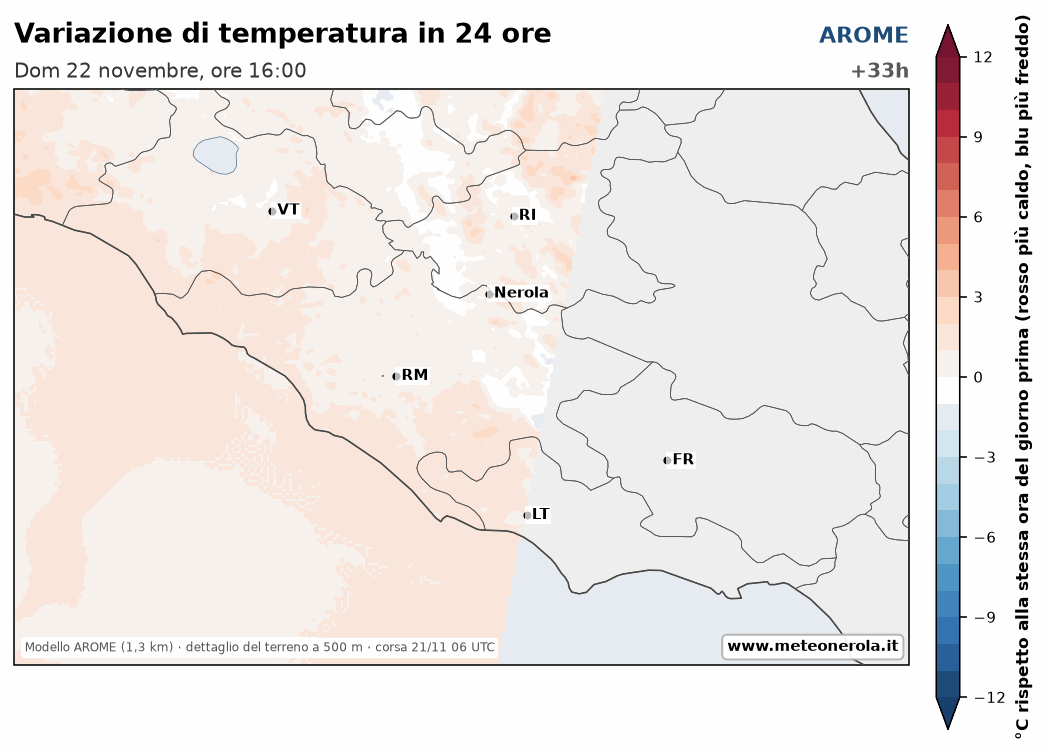 Variazione di temperatura in 24 ore
AROME
Dom 22 novembre, ore 16:00
+33h
VT
RI
Nerola
RM
FR
LT
Modello AROME (1,3 km) · dettaglio del terreno a 500 m · corsa 21/11 06 UTC
www.meteonerola.it
12
9
6
3
0
−3
−6
−9
−12
°C rispetto alla stessa ora del giorno prima (rosso più caldo, blu più freddo)